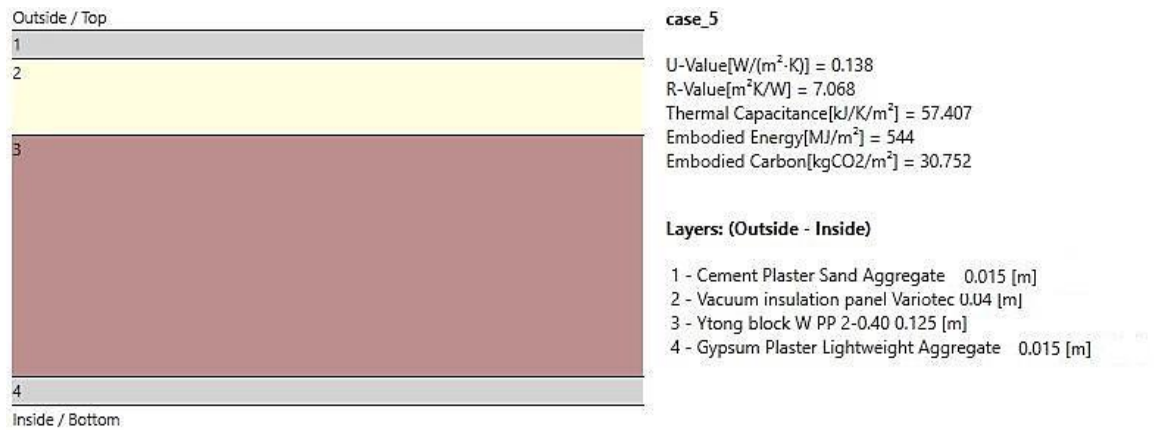 Outside / Top
1
2
3
4
Inside / Bottom
case_5
U-Value[W/(m²·K)] = 0.138
R-Value[m²K/W] = 7.068
Thermal Capacitance[kJ/K/m²] = 57.407
Embodied Energy[MJ/m²] = 544
Embodied Carbon[kgCO2/m²] = 30.752
Layers: (Outside - Inside)
1 - Cement Plaster Sand Aggregate 0.015 [m]
2 - Vacuum insulation panel Variotec 0.04 [m]
3 - Ytong block W PP 2-0.40 0.125 [m]
4 - Gypsum Plaster Lightweight Aggregate 0.015 [m]